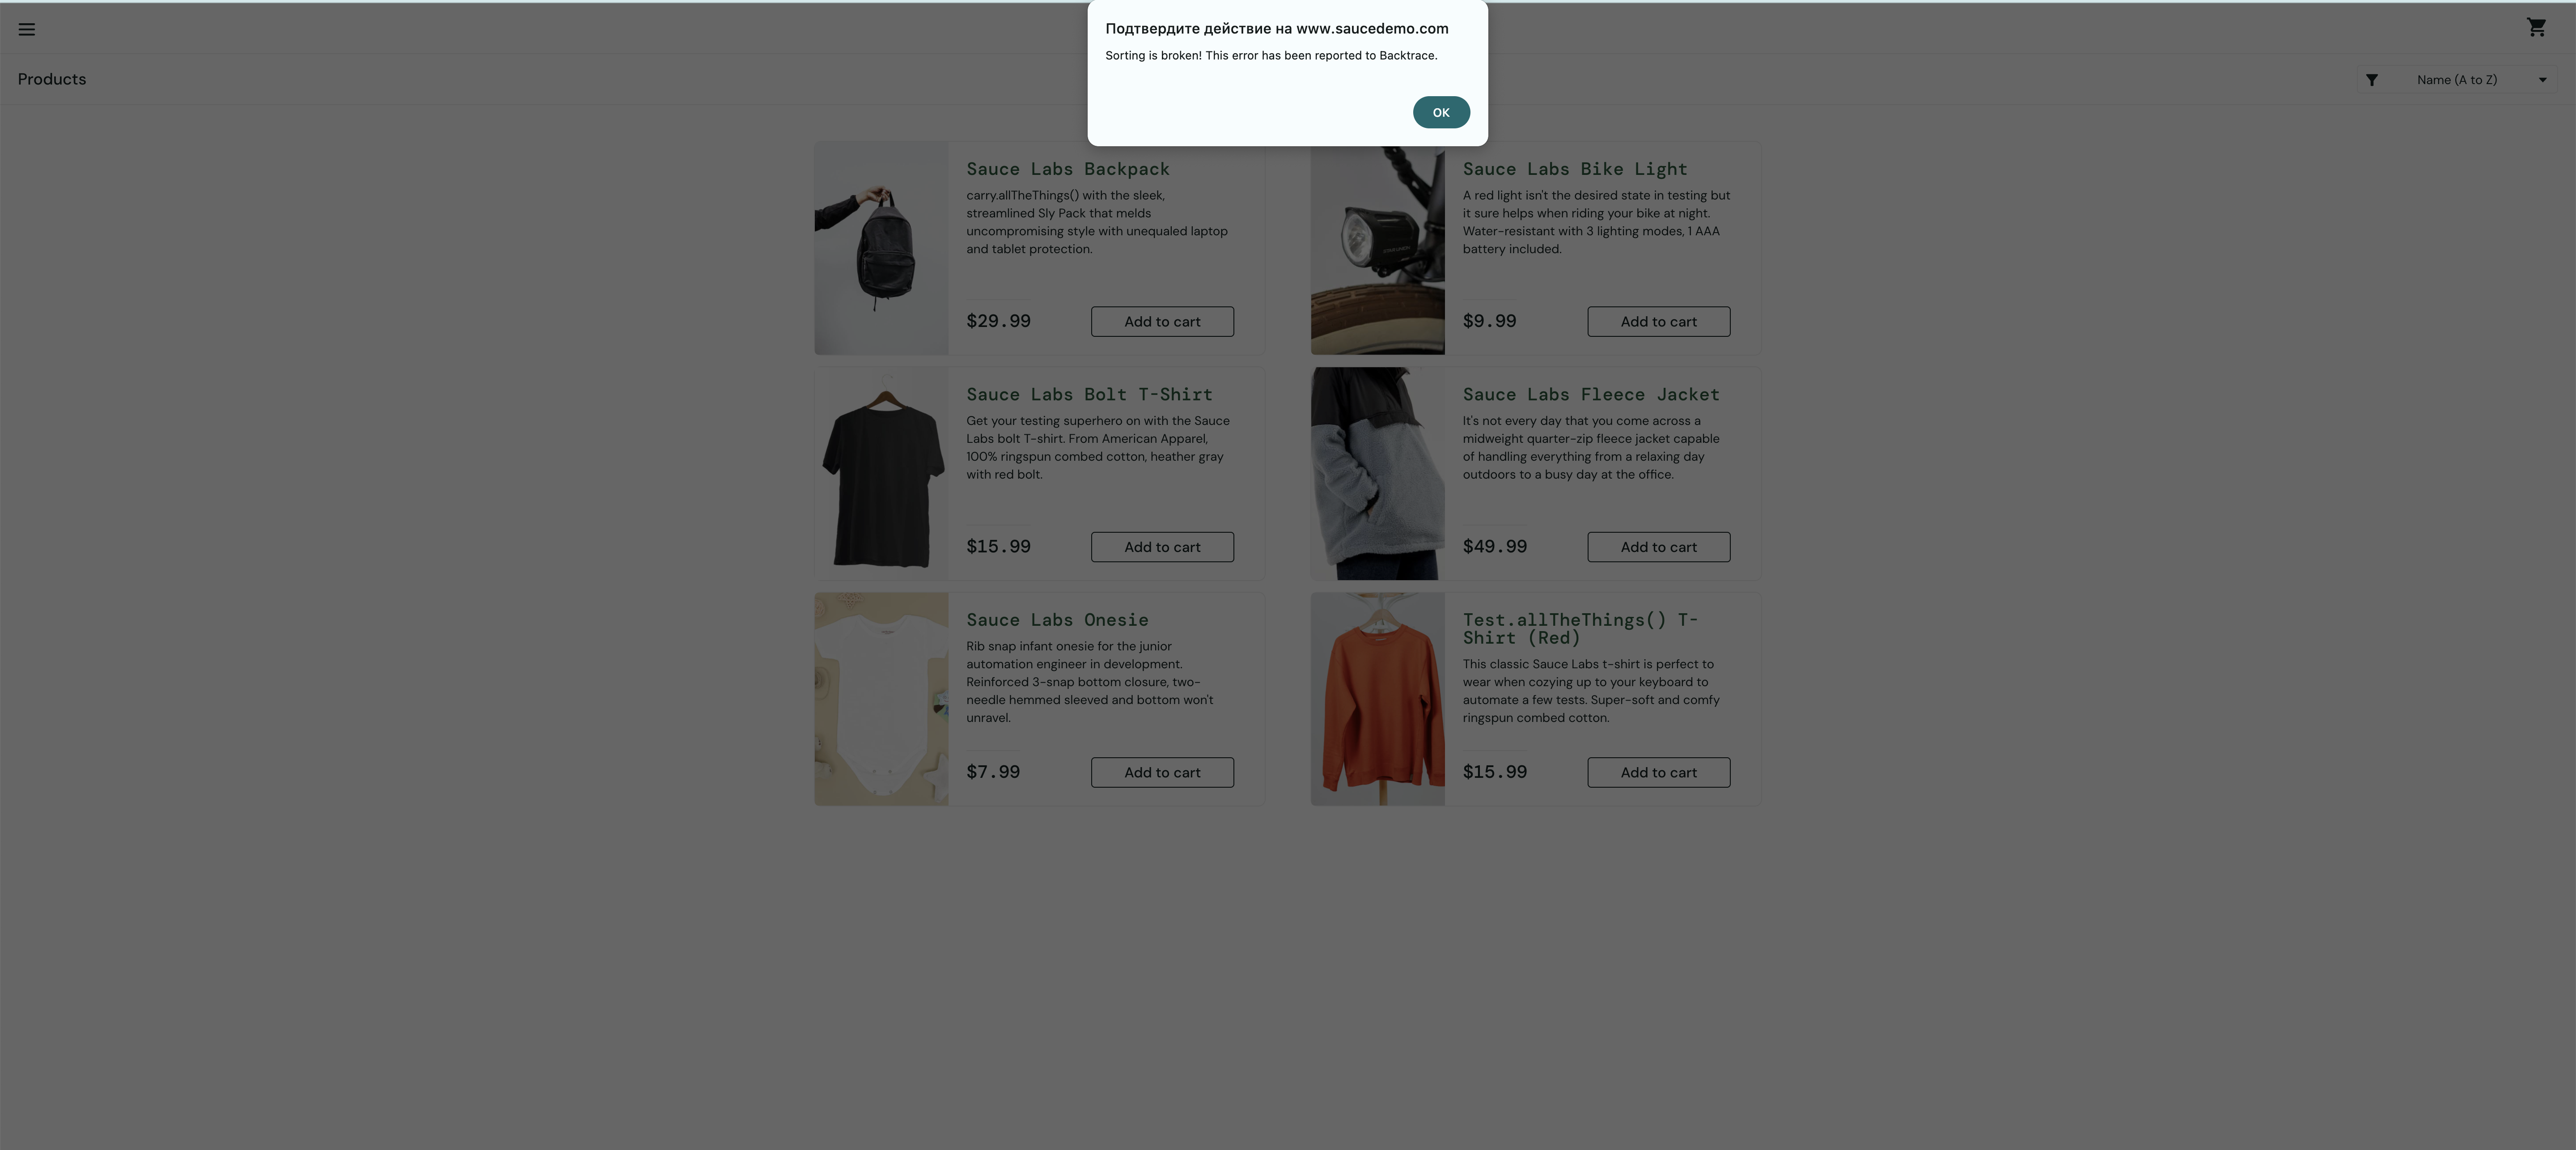 Подтвердите действие на www.saucedemo.com
Sorting is broken! This error has been reported to Backtrace.
OK
Products
Name (A to Z)
Sauce Labs Backpack
carry.allTheThings() with the sleek,
streamlined Sly Pack that melds
uncompromising style with unequaled laptop
and tablet protection.
$29.99
Add to cart
Sauce Labs Bike Light
A red light isn't the desired state in testing but
it sure helps when riding your bike at night.
Water-resistant with 3 lighting modes, 1 AAA
battery included.
$9.99
Add to cart
Sauce Labs Bolt T-Shirt
Get your testing superhero on with the Sauce
Labs bolt T-shirt. From American Apparel,
100% ringspun combed cotton, heather gray
with red bolt.
$15.99
Add to cart
Sauce Labs Fleece Jacket
It's not every day that you come across a
midweight quarter-zip fleece jacket capable
of handling everything from a relaxing day
outdoors to a busy day at the office.
$49.99
Add to cart
Sauce Labs Onesie
Rib snap infant onesie for the junior
automation engineer in development.
Reinforced 3-snap bottom closure, two-
needle hemmed sleeved and bottom won't
unravel.
$7.99
Add to cart
Test.allTheThings() T-
Shirt (Red)
This classic Sauce Labs t-shirt is perfect to
wear when cozying up to your keyboard to
automate a few tests. Super-soft and comfy
ringspun combed cotton.
$15.99
Add to cart